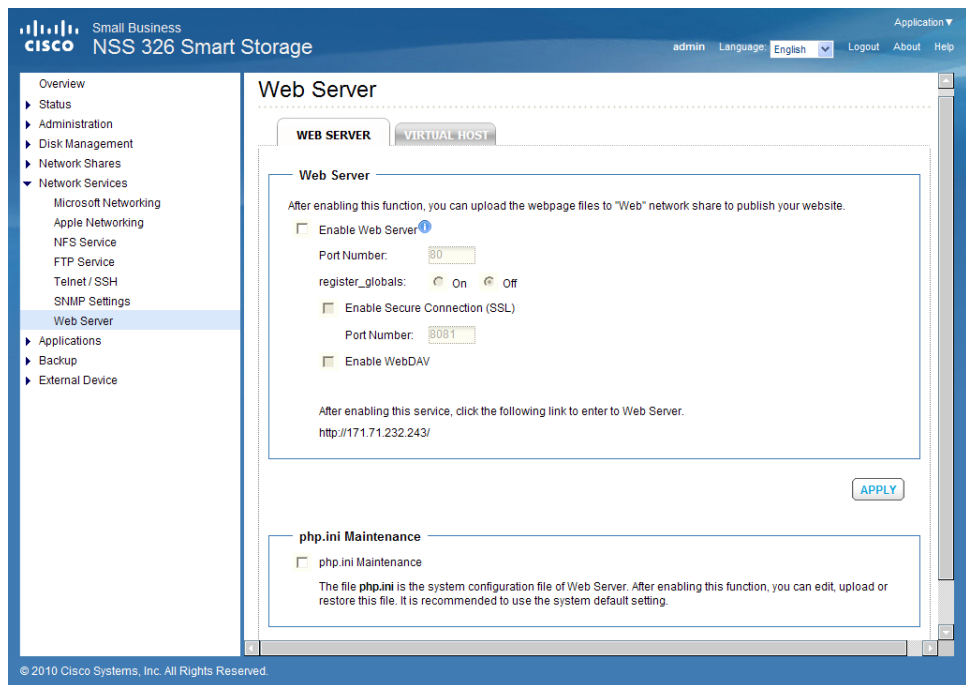 Small Business
CISCO NSS 326 Smart Storage
Application▼
admin Language: English Logout About Help
Overview
Status
Administration
Disk Management
Network Shares
Network Services
Microsoft Networking
Apple Networking
NFS Service
FTP Service
Telnet / SSH
SNMP Settings
Web Server
Applications
Backup
External Device
Web Server
WEB SERVER VIRTUAL HOST
Web Server
After enabling this function, you can upload the webpage files to "Web" network share to publish your website.
Enable Web Server
Port Number: 80
register_globals: On Off
Enable Secure Connection (SSL)
Port Number: 8081
Enable WebDAV
After enabling this service, click the following link to enter to Web Server.
http://171.71.232.243/
APPLY
php.ini Maintenance
php.ini Maintenance
The file php.ini is the system configuration file of Web Server. After enabling this function, you can edit, upload or
restore this file. It is recommended to use the system default setting.
© 2010 Cisco Systems, Inc. All Rights Reserved.